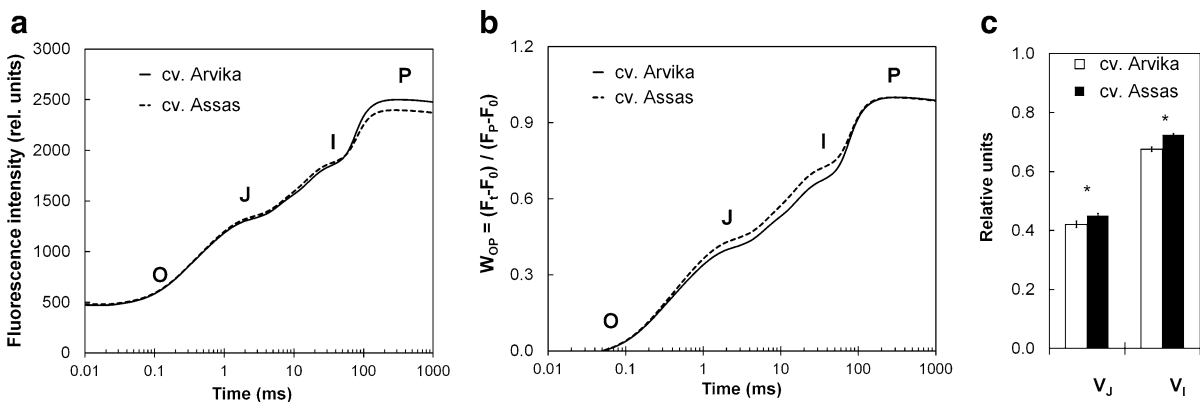 a
3000
2500
2000
1500
1000
500
0
Fluorescence intensity (rel. units)
cv. Arvika
cv. Assas
O
J
I
P
0.01 0.1 1 10 100 1000
Time (ms)
b
1.2
0.9
0.6
0.3
0.0
W_OP = (F_t-F_0) / (F_P-F_0)
cv. Arvika
cv. Assas
O
J
I
P
0.01 0.1 1 10 100 1000
Time (ms)
c
1.0
0.8
0.6
0.4
0.2
0.0
Relative units
cv. Arvika
cv. Assas
*
*
V_J V_I